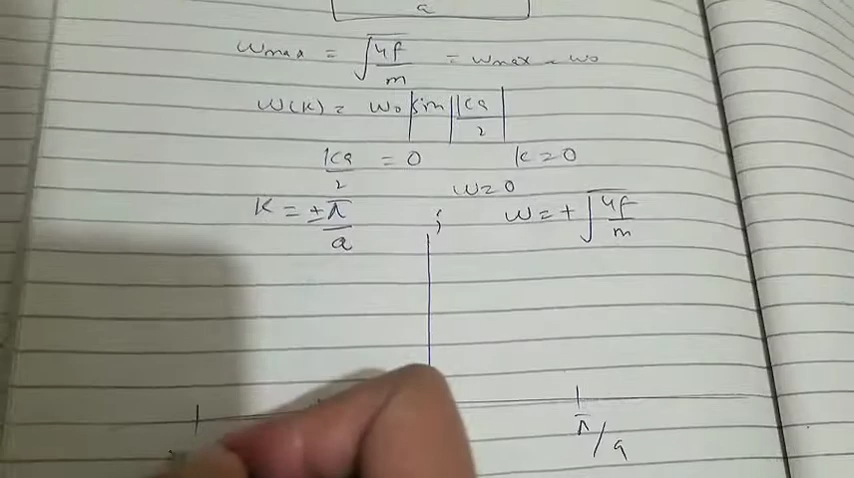 a
ωmax = √4f/m = ωmax = ω0
ω(k) = ω0 |sin |ka/2|
ka/2 = 0 k = 0
ω = 0
k = ±π/a ; ω = + √4f/m
π/a